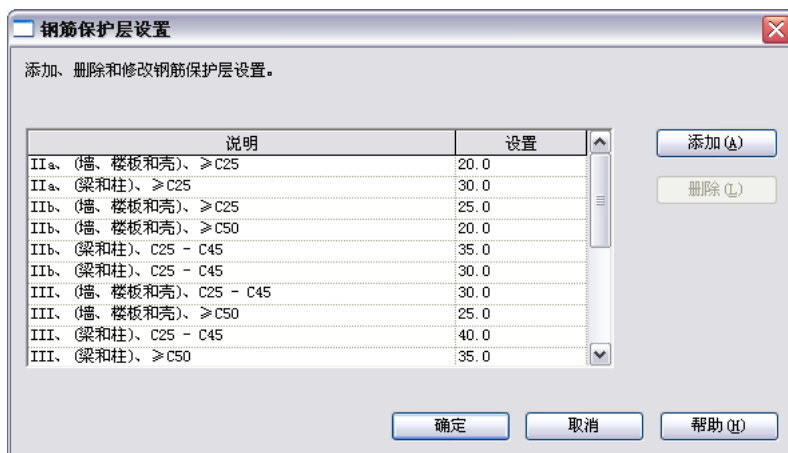 钢筋保护层设置
添加、删除和修改钢筋保护层设置。
说明 设置
IIa、(墙、楼板和壳)、≥C25 20.0
IIa、(梁和柱)、≥C25 30.0
IIb、(墙、楼板和壳)、≥C25 25.0
IIb、(墙、楼板和壳)、≥C50 20.0
IIb、(梁和柱)、C25 - C45 35.0
IIb、(梁和柱)、C25 - C45 30.0
III、(墙、楼板和壳)、C25 - C45 30.0
III、(墙、楼板和壳)、≥C50 25.0
III、(梁和柱)、C25 - C45 40.0
III、(梁和柱)、≥C50 35.0
添加(A)
删除(L)
确定 取消 帮助(H)